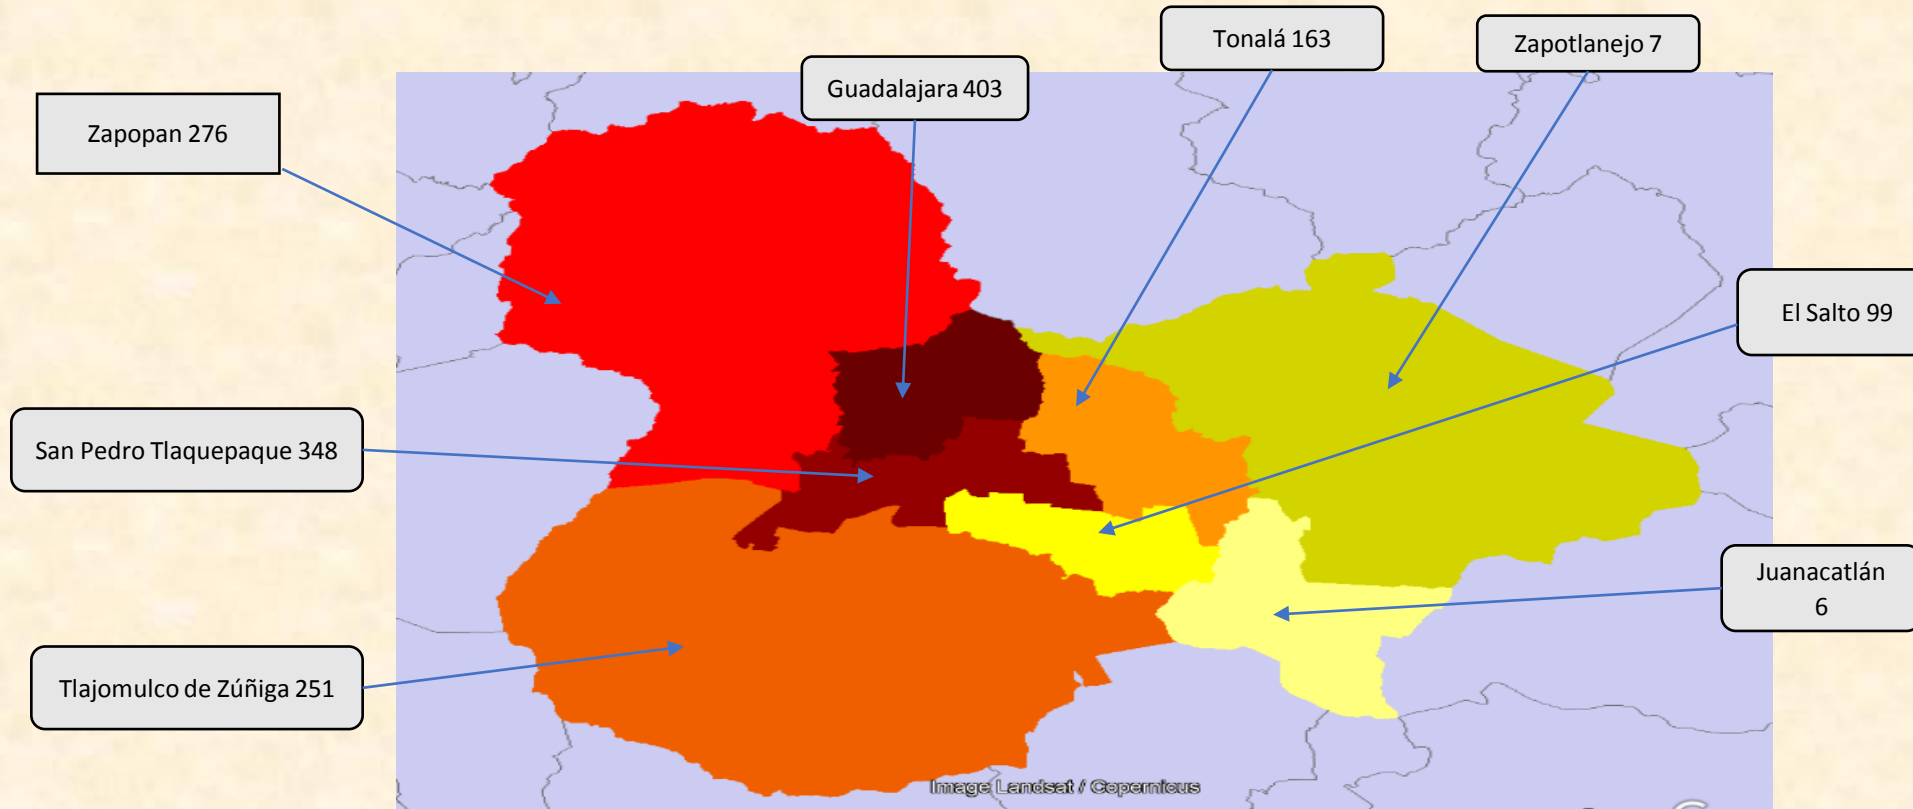 Tonalá 163
Zapotlanejo 7
Guadalajara 403
Zapopan 276
El Salto 99
San Pedro Tlaquepaque 348
Juanacatlán
6
Tlajomulco de Zúñiga 251
Image Landsat / Copernicus